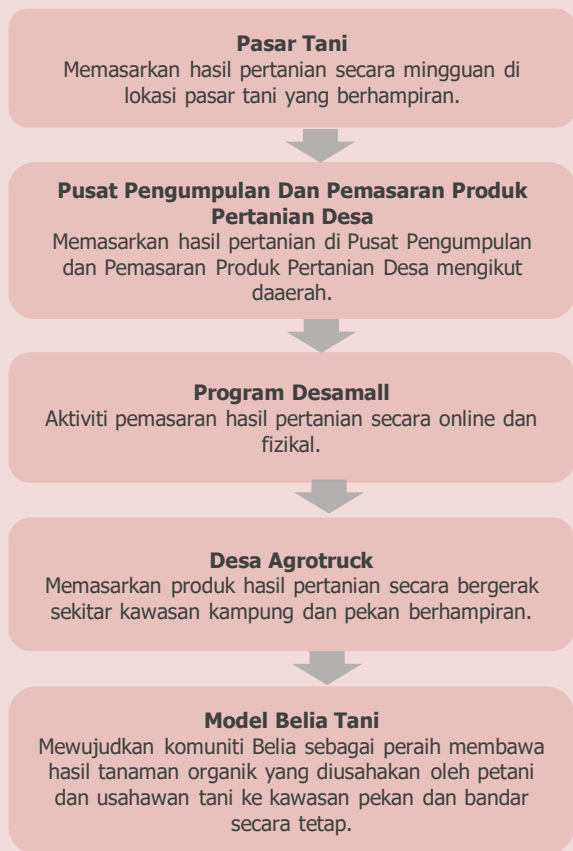 Pasar Tani
Memasarkan hasil pertanian secara mingguan di
lokasi pasar tani yang berhampiran.
Pusat Pengumpulan Dan Pemasaran Produk
Pertanian Desa
Memasarkan hasil pertanian di Pusat Pengumpulan
dan Pemasaran Produk Pertanian Desa mengikut
daaerah.
Program Desamall
Aktiviti pemasaran hasil pertanian secara online dan
fizikal.
Desa Agrotruck
Memasarkan produk hasil pertanian secara bergerak
sekitar kawasan kampung dan pekan berhampiran.
Model Belia Tani
Mewujudkan komuniti Belia sebagai peraih membawa
hasil tanaman organik yang diusahakan oleh petani
dan usahawan tani ke kawasan pekan dan bandar
secara tetap.